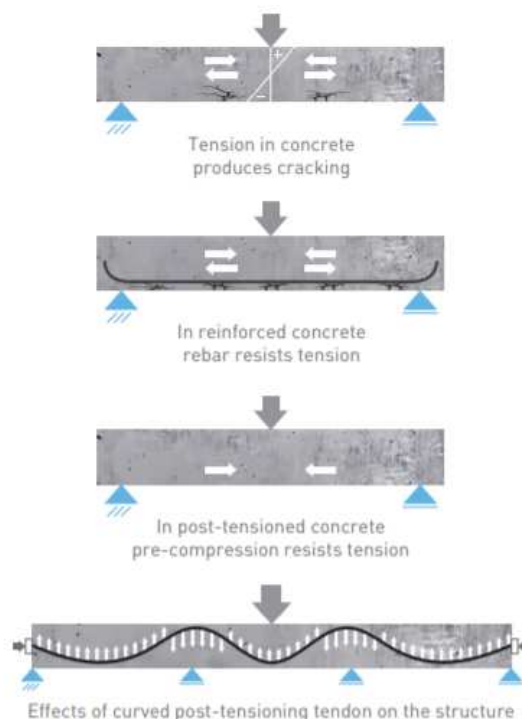 +
−
Tension in concrete
produces cracking
In reinforced concrete
rebar resists tension
In post-tensioned concrete
pre-compression resists tension
Effects of curved post-tensioning tendon on the structure